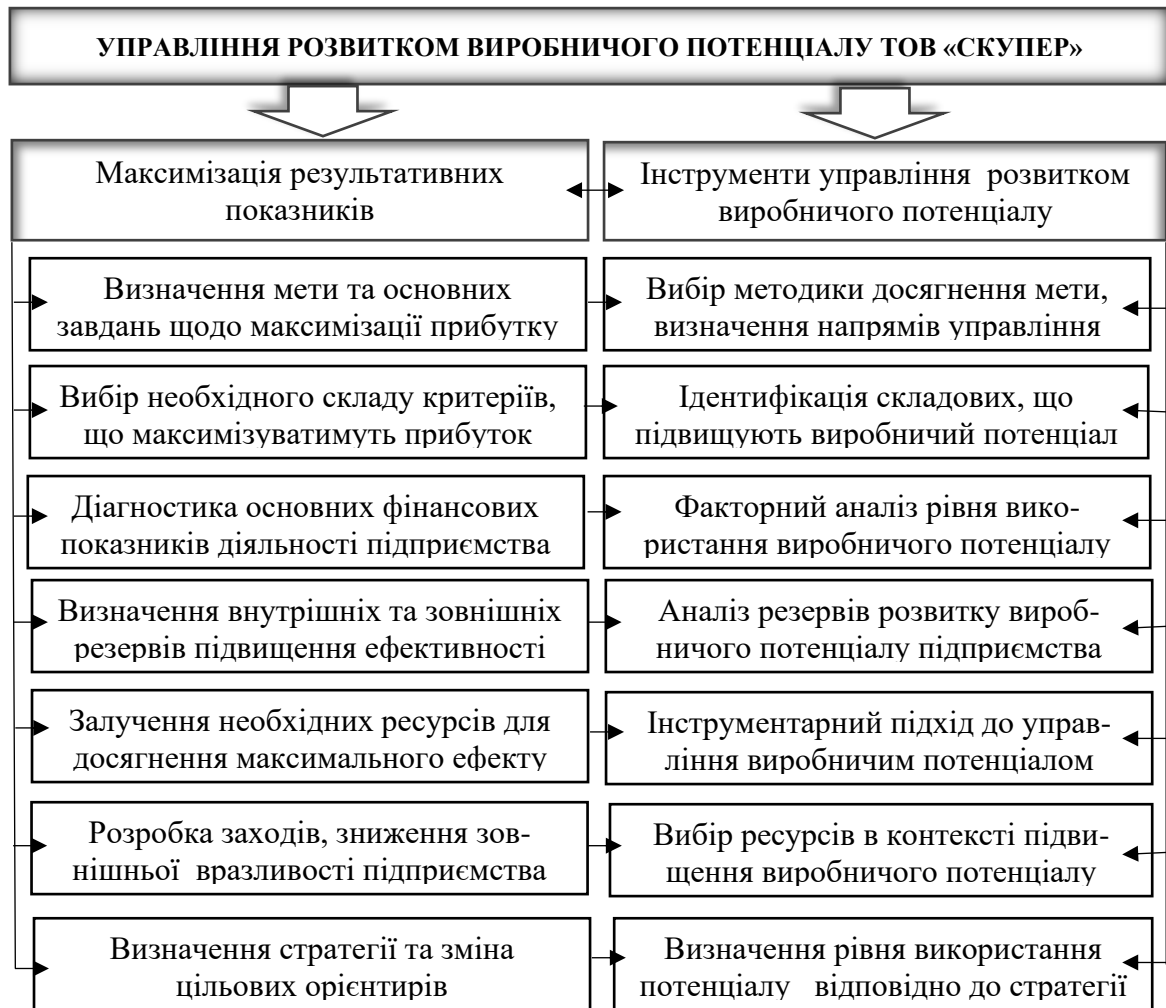 УПРАВЛІННЯ РОЗВИТКОМ ВИРОБНИЧОГО ПОТЕНЦІАЛУ ТОВ «СКУПЕР»
Максимізація результативних
показників
Інструменти управління розвитком
виробничого потенціалу
Визначення мети та основних
завдань щодо максимізації прибутку
Вибір методики досягнення мети,
визначення напрямів управління
Вибір необхідного складу критеріїв,
що максимізуватимуть прибуток
Ідентифікація складових, що
підвищують виробничий потенціал
Діагностика основних фінансових
показників діяльності підприємства
Факторний аналіз рівня вико-
ристання виробничого потенціалу
Визначення внутрішніх та зовнішніх
резервів підвищення ефективності
Аналіз резервів розвитку вироб-
ничого потенціалу підприємства
Залучення необхідних ресурсів для
досягнення максимального ефекту
Інструментарний підхід до управ-
ління виробничим потенціалом
Розробка заходів, зниження зов-
нішньої вразливості підприємства
Вибір ресурсів в контексті підви-
щення виробничого потенціалу
Визначення стратегії та зміна
цільових орієнтирів
Визначення рівня використання
потенціалу відповідно до стратегії